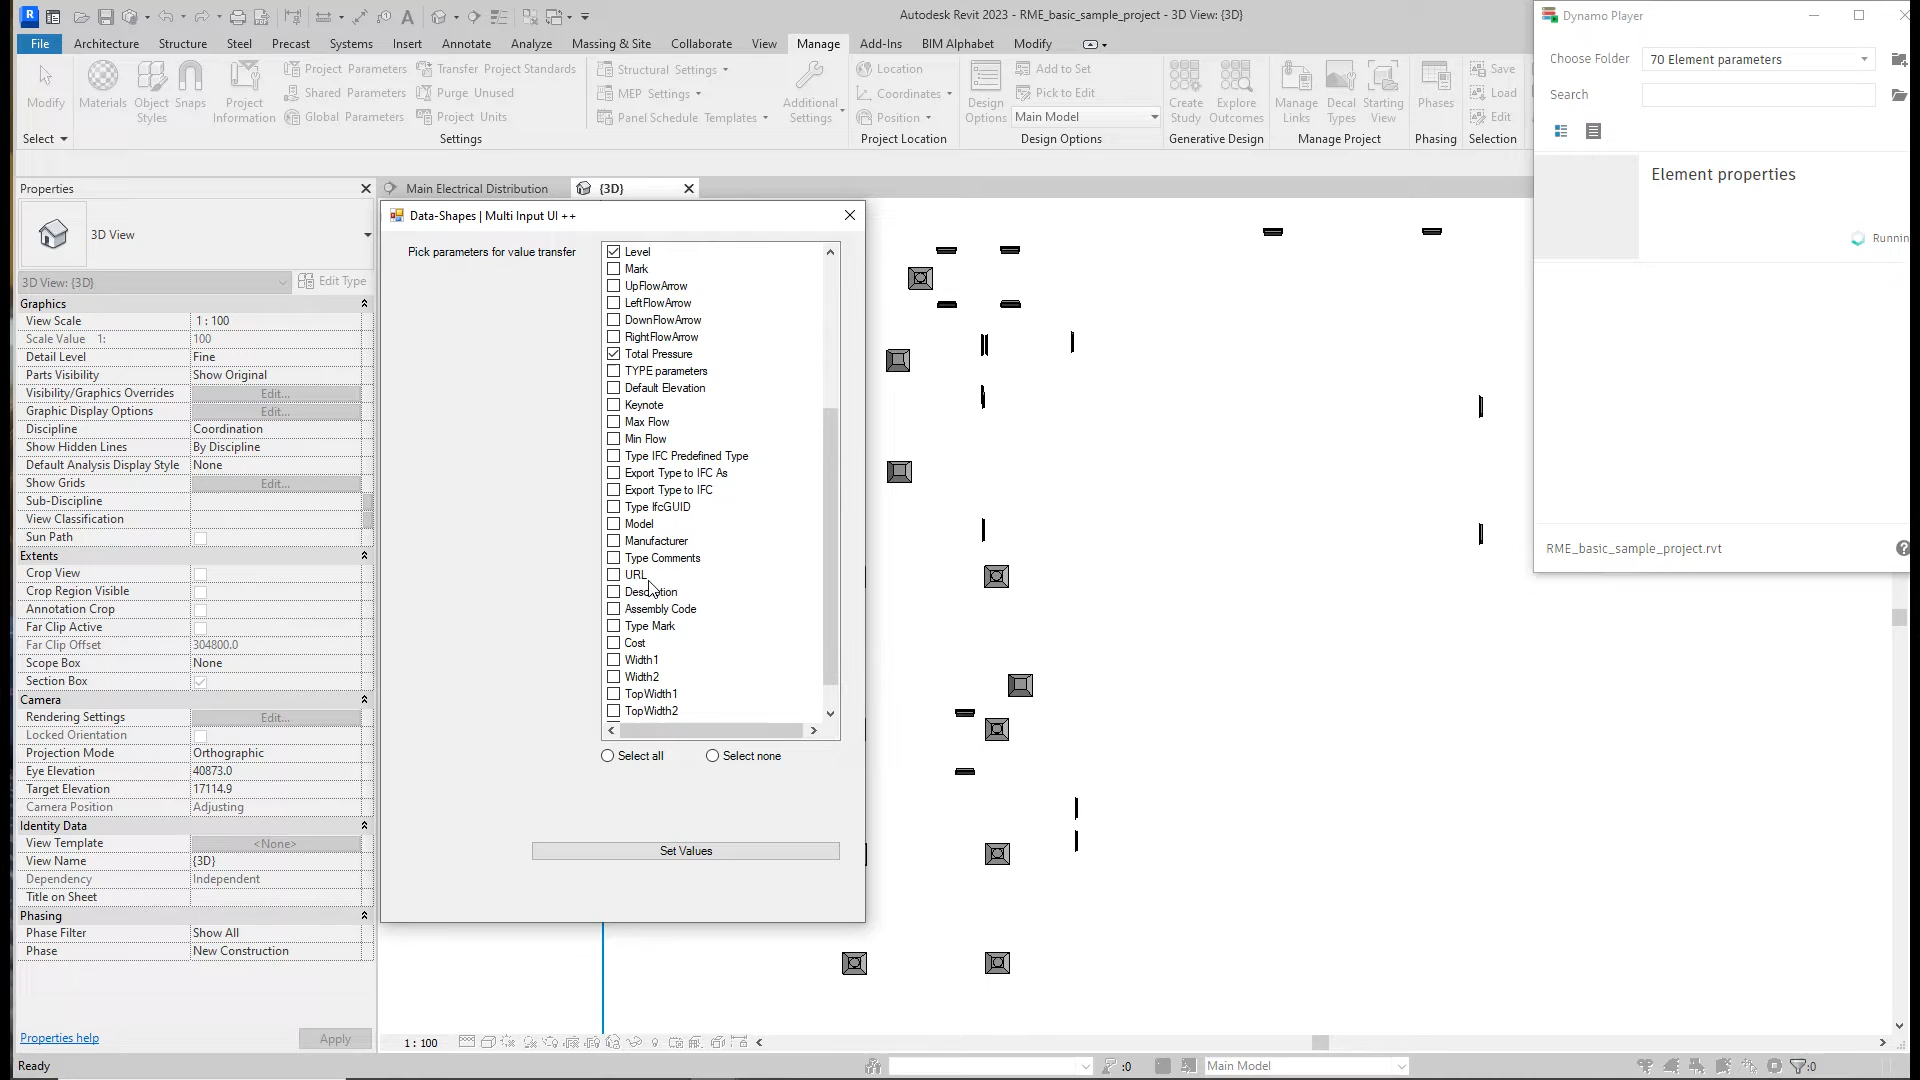 Autodesk Revit 2023 - RME_basic_sample_project - 3D View: {3D}
File Architecture Structure Steel Precast Systems Insert Annotate Analyze Massing & Site Collaborate View Manage Add-Ins BIM Alphabet Modify
Modify
Materials
Object Styles
Snaps
Project Information
Project Parameters
Shared Parameters
Global Parameters
Transfer Project Standards
Purge Unused
Project Units
Structural Settings
MEP Settings
Panel Schedule Templates
Additional Settings
Location
Coordinates
Position
Design Options
Add to Set
Pick to Edit
Main Model
Create Study
Explore Outcomes
Manage Links
Decal Types
Starting View
Phases
Save
Load
Edit
Select Settings Project Location Design Options Generative Design Manage Project Phasing Selection
Properties
3D View
3D View: {3D} Edit Type
Graphics
View Scale 1 : 100
Scale Value 1: 100
Detail Level Fine
Parts Visibility Show Original
Visibility/Graphics Overrides Edit...
Graphic Display Options Edit...
Discipline Coordination
Show Hidden Lines By Discipline
Default Analysis Display Style None
Show Grids Edit...
Sub-Discipline
View Classification
Sun Path
Extents
Crop View
Crop Region Visible
Annotation Crop
Far Clip Active
Far Clip Offset 304800.0
Scope Box None
Section Box
Camera
Rendering Settings Edit...
Locked Orientation
Projection Mode Orthographic
Eye Elevation 40873.0
Target Elevation 17114.9
Camera Position Adjusting
Identity Data
View Template <None>
View Name {3D}
Dependency Independent
Title on Sheet
Phasing
Phase Filter Show All
Phase New Construction
Properties help Apply
Main Electrical Distribution {3D}
Data-Shapes | Multi Input UI ++
Pick parameters for value transfer
Level
Mark
UpFlowArrow
LeftFlowArrow
DownFlowArrow
RightFlowArrow
Total Pressure
TYPE parameters
Default Elevation
Keynote
Max Flow
Min Flow
Type IFC Predefined Type
Export Type to IFC As
Export Type to IFC
Type IfcGUID
Model
Manufacturer
Type Comments
URL
Description
Assembly Code
Type Mark
Cost
Width1
Width2
TopWidth1
TopWidth2
Select all Select none
Set Values
Dynamo Player
Choose Folder 70 Element parameters
Search
Element properties
Runnin
RME_basic_sample_project.rvt
1 : 100
Ready :0 Main Model :0